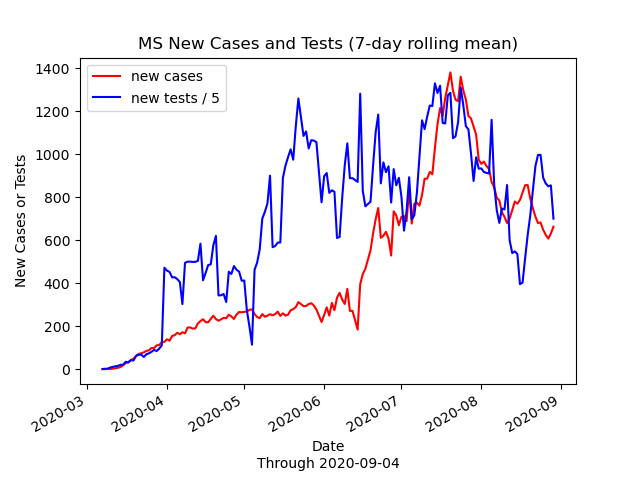 MS New Cases and Tests (7-day rolling mean)
new cases
new tests / 5
New Cases or Tests
1400
1200
1000
800
600
400
200
0
2020-03
2020-04
2020-05
2020-06
2020-07
2020-08
2020-09
Date
Through 2020-09-04